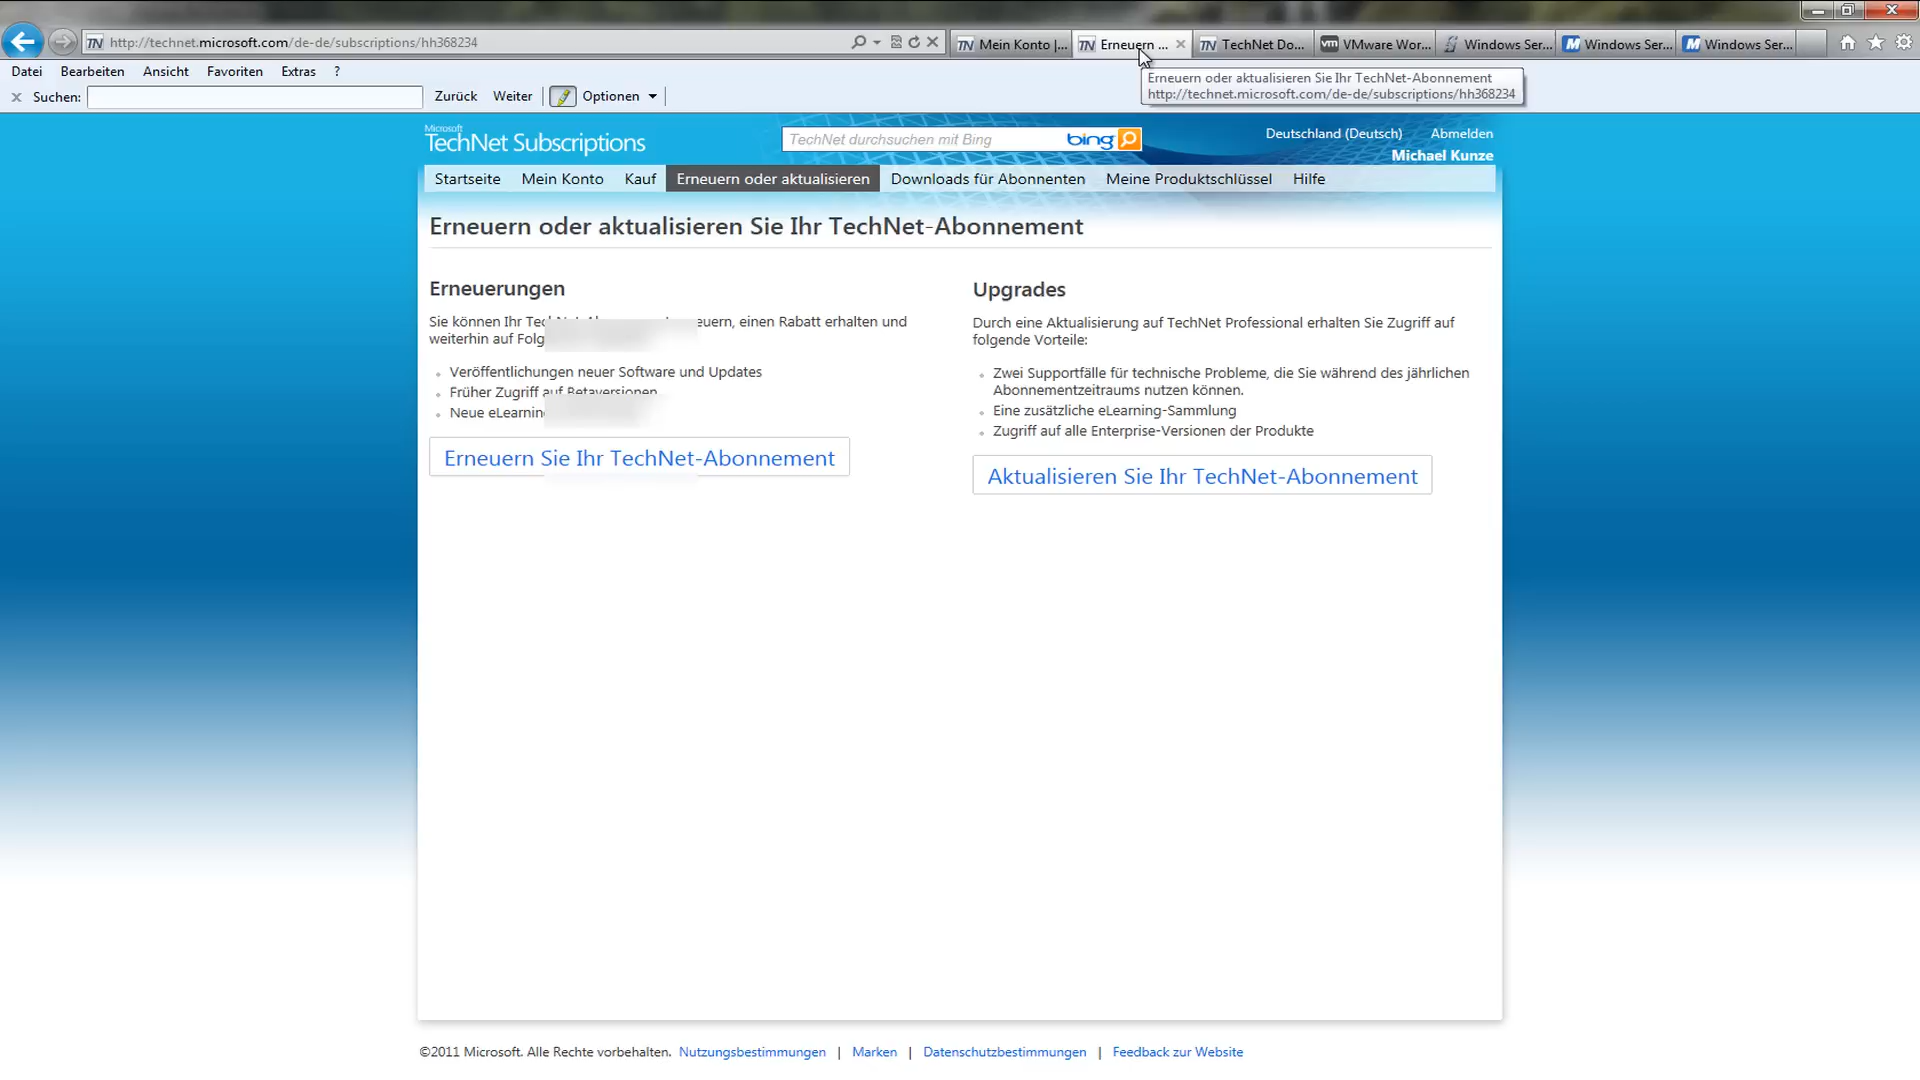 http://technet.microsoft.com/de-de/subscriptions/hh368234
Mein Konto |...
Erneuern ...
TechNet Do...
VMware Wor...
Windows Ser...
Windows Ser...
Windows Ser...
Datei Bearbeiten Ansicht Favoriten Extras ?
Erneuern oder aktualisieren Sie Ihr TechNet-Abonnement
http://technet.microsoft.com/de-de/subscriptions/hh368234
Suchen: Zurück Weiter Optionen
Microsoft
TechNet Subscriptions
TechNet durchsuchen mit Bing bing
Deutschland (Deutsch) Abmelden
Michael Kunze
Startseite Mein Konto Kauf Erneuern oder aktualisieren Downloads für Abonnenten Meine Produktschlüssel Hilfe
Erneuern oder aktualisieren Sie Ihr TechNet-Abonnement
Erneuerungen
Sie können Ihr einen Rabatt erhalten und
weiterhin auf
Veröffentlichungen neuer Software und Updates
Früher Zugriff auf Betaversionen
Neue
Erneuern Sie Ihr TechNet-Abonnement
Upgrades
Durch eine Aktualisierung auf TechNet Professional erhalten Sie Zugriff auf
folgende Vorteile:
Zwei Supportfälle für technische Probleme, die Sie während des jährlichen
Abonnementzeitraums nutzen können.
Eine zusätzliche eLearning-Sammlung
Zugriff auf alle Enterprise-Versionen der Produkte
Aktualisieren Sie Ihr TechNet-Abonnement
©2011 Microsoft. Alle Rechte vorbehalten. Nutzungsbestimmungen | Marken | Datenschutzbestimmungen | Feedback zur Website